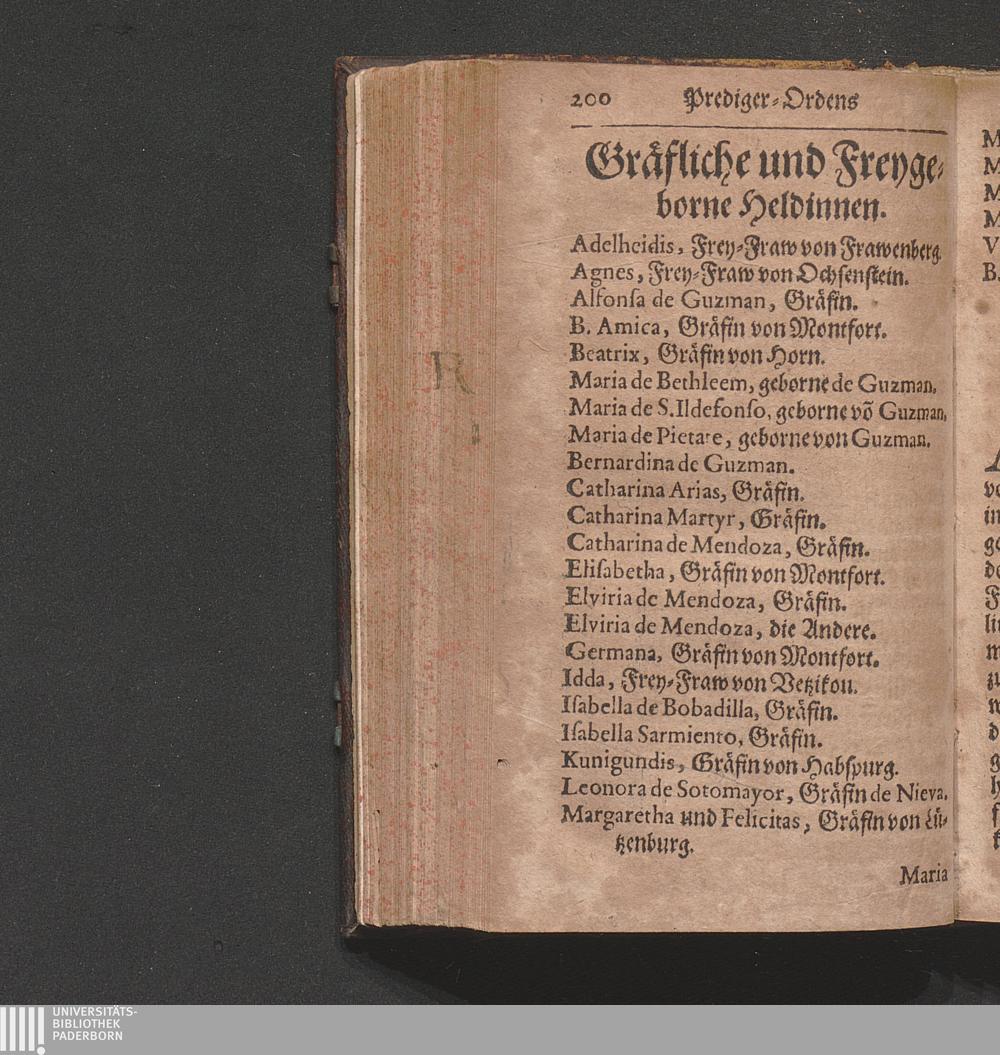 200 Prediger-Ordens
Gräfliche und Freyge-
borne Heldinnen.
Adelheidis, Frey-Fraw von Frawenberg.
Agnes, Frey-Fraw von Ochsenstein.
Alfonſa de Guzman, Gräfin.
B. Amica, Gräfin von Montfort.
Beatrix, Gräfin von Horn.
Maria de Bethleem, geborne de Guzman.
Maria de S. Ildefonſo, geborne võ Guzman.
Maria de Pietate, geborne von Guzman.
Bernardina de Guzman.
Catharina Arias, Gräfin.
Catharina Martyr, Gräfin.
Catharina de Mendoza, Gräfin.
Eliſabetha, Gräfin von Montfort.
Elviria de Mendoza, Gräfin.
Elviria de Mendoza, die Andere.
Germana, Gräfin von Montfort.
Idda, Frey-Fraw von Vetzikou.
Iſabella de Bobadilla, Gräfin.
Iſabella Sarmiento, Gräfin.
Kunigundis, Gräfin von Habspurg.
Leonora de Sotomayor, Gräfin de Nieva.
Margaretha und Felicitas, Gräfin von Lü-
tzenburg.
Maria
R
UNIVERSITÄTS-
BIBLIOTHEK
PADERBORN